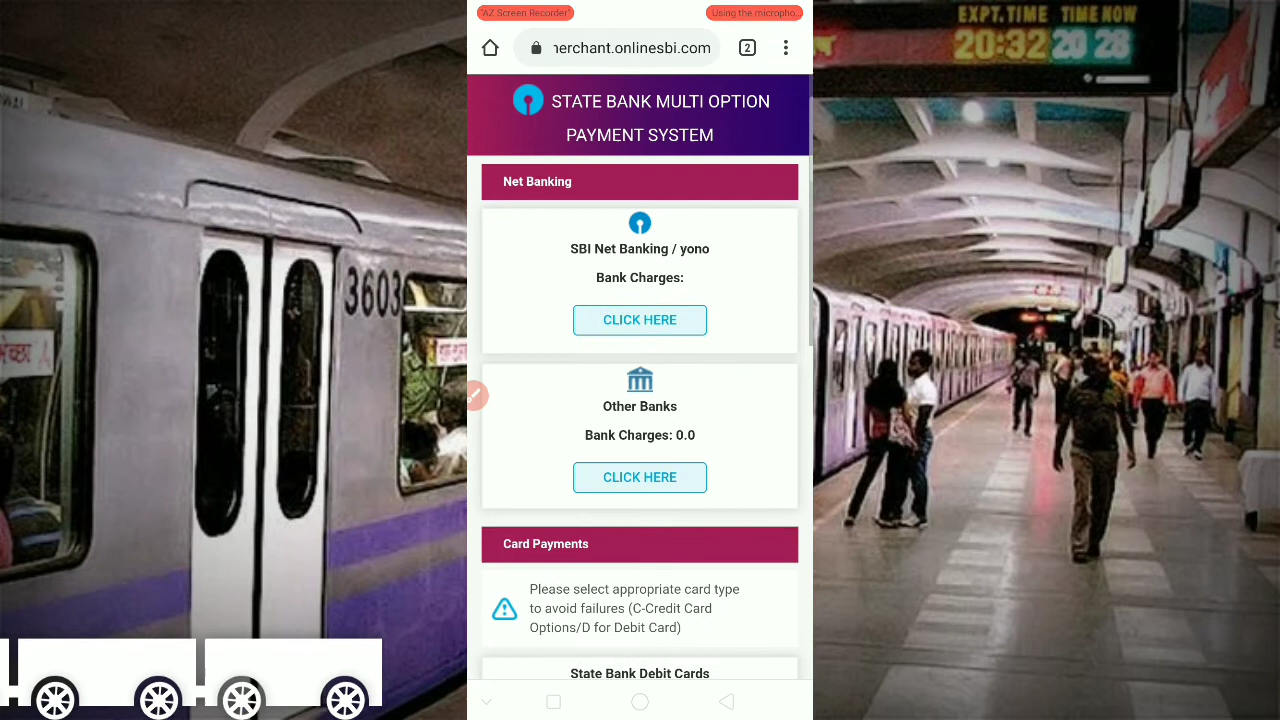 'AZ Screen Recorder'
Using the micropho...
EXPT.TIME TIME NOW
20:32 20 28
nerchant.onlinesbi.com
2
STATE BANK MULTI OPTION
PAYMENT SYSTEM
Net Banking
SBI Net Banking / yono
Bank Charges:
CLICK HERE
3603
Other Banks
Bank Charges: 0.0
CLICK HERE
Card Payments
Please select appropriate card type
to avoid failures (C-Credit Card
Options/D for Debit Card)
State Bank Debit Cards